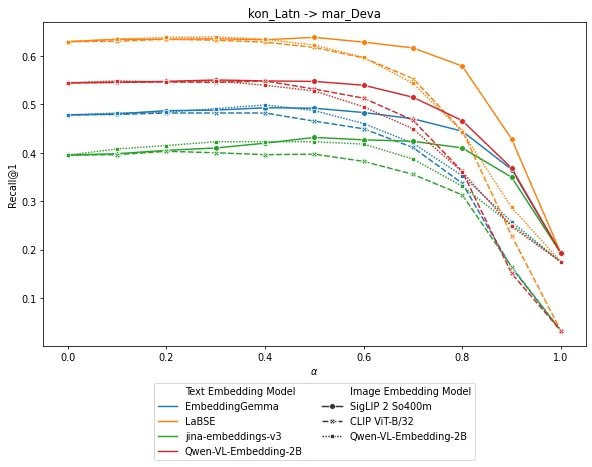 kon_Latn -> mar_Deva
Recall@1
0.6
0.5
0.4
0.3
0.2
0.1
0.0 0.2 0.4 0.6 0.8 1.0
α
Text Embedding Model Image Embedding Model
EmbeddingGemma SigLIP 2 So400m
LaBSE CLIP ViT-B/32
jina-embeddings-v3 Qwen-VL-Embedding-2B
Qwen-VL-Embedding-2B